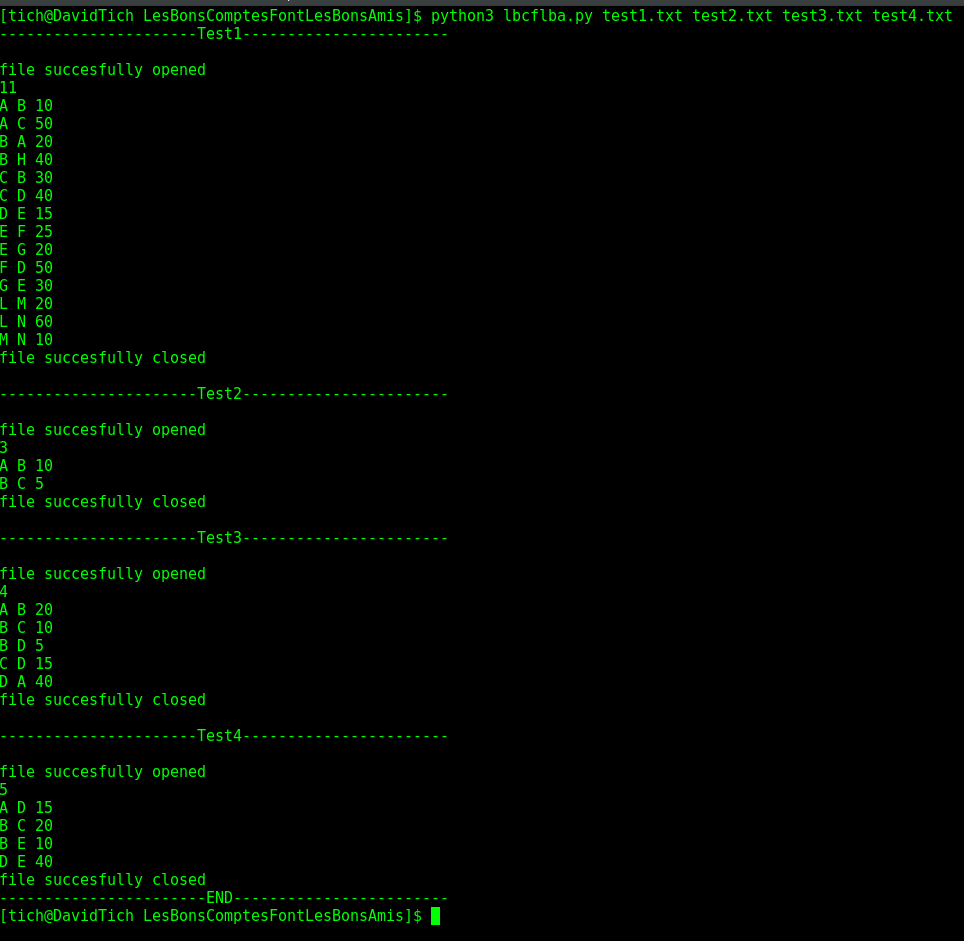 [tich@DavidTich LesBonsComptesFontLesBonsAmis]$ python3 lbcflba.py test1.txt test2.txt test3.txt test4.txt
----------------------Test1-----------------------
file succesfully opened
11
A B 10
A C 50
B A 20
B H 40
C B 30
C D 40
D E 15
E F 25
E G 20
F D 50
G E 30
L M 20
L N 60
M N 10
file succesfully closed
----------------------Test2-----------------------
file succesfully opened
3
A B 10
B C 5
file succesfully closed
----------------------Test3-----------------------
file succesfully opened
4
A B 20
B C 10
B D 5
C D 15
D A 40
file succesfully closed
----------------------Test4-----------------------
file succesfully opened
5
A D 15
B C 20
B E 10
D E 40
file succesfully closed
-----------------------END------------------------
[tich@DavidTich LesBonsComptesFontLesBonsAmis]$